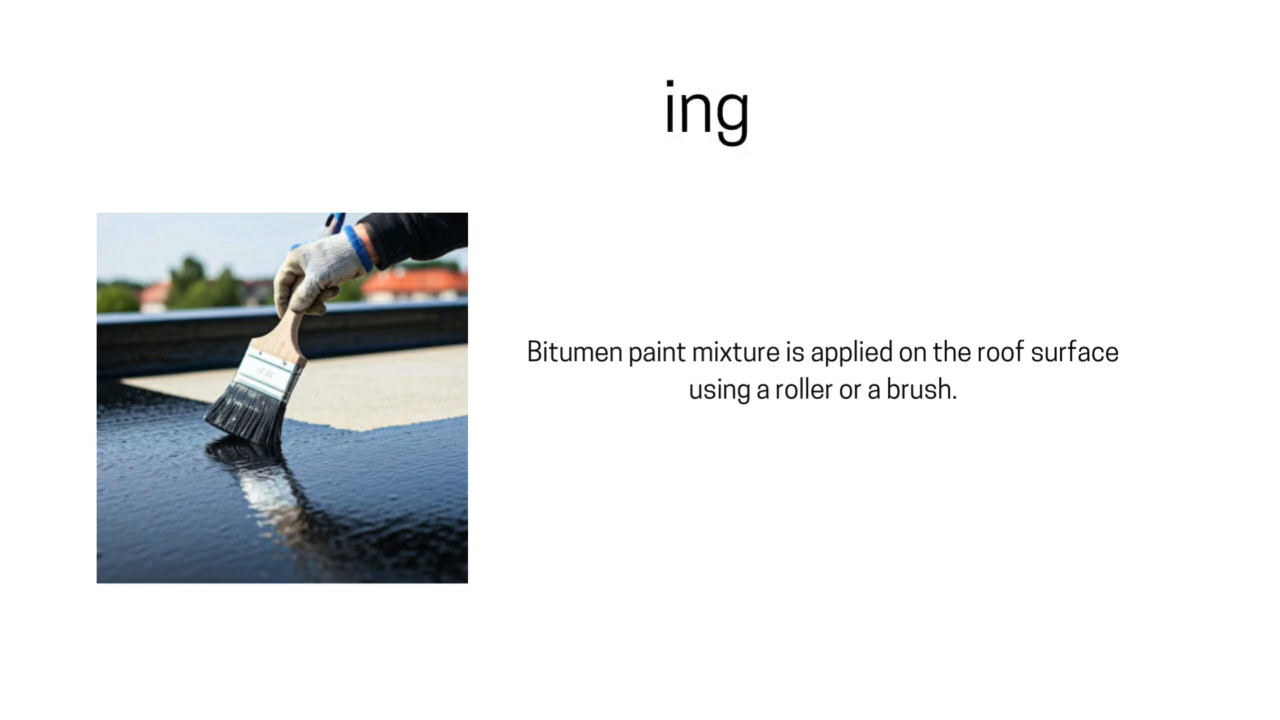 ing
Bitumen paint mixture is applied on the roof surface
using a roller or a brush.